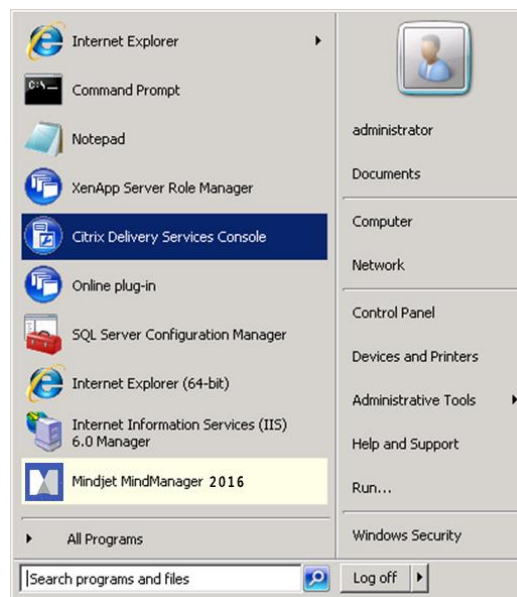 Internet Explorer
Command Prompt
Notepad
XenApp Server Role Manager
Citrix Delivery Services Console
Online plug-in
SQL Server Configuration Manager
Internet Explorer (64-bit)
Internet Information Services (IIS)
6.0 Manager
Mindjet MindManager 2016
All Programs
Search programs and files
administrator
Documents
Computer
Network
Control Panel
Devices and Printers
Administrative Tools
Help and Support
Run...
Windows Security
Log off